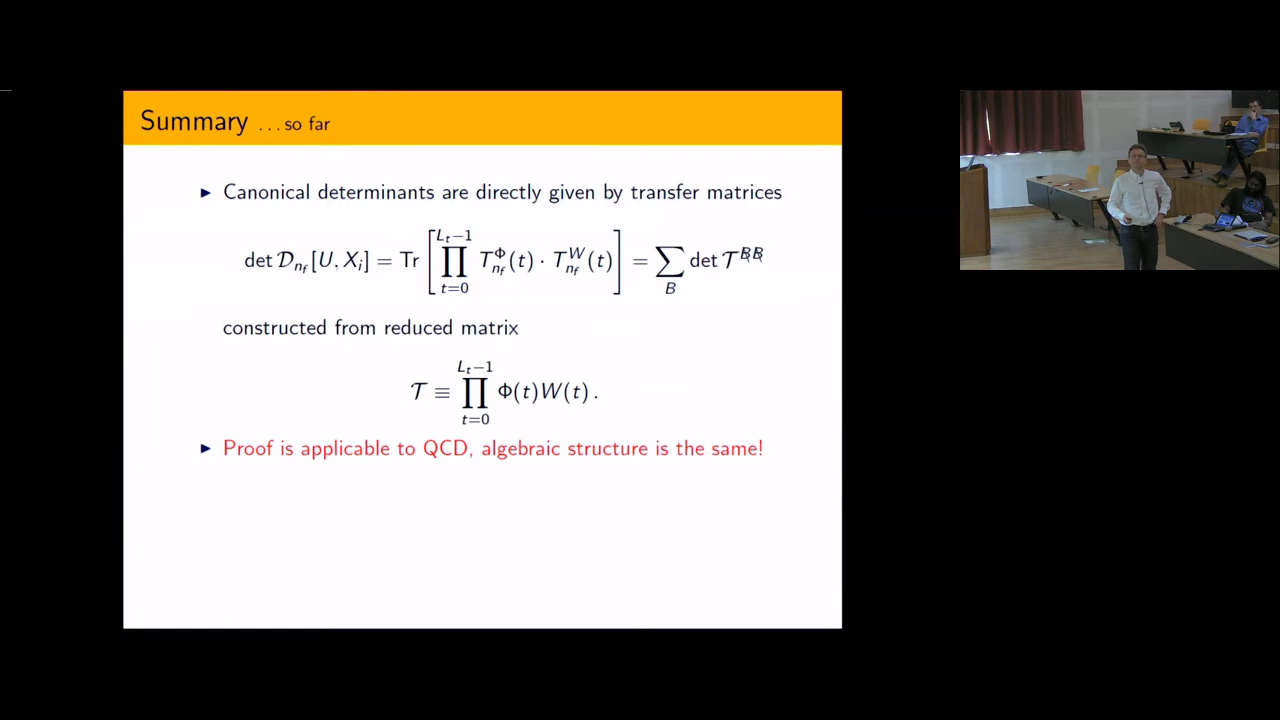 Summary ...so far
▶ Canonical determinants are directly given by transfer matrices
det 𝒟_{n_f}[U, X_i] = Tr [ ∏_{t=0}^{L_t−1} T^Φ_{n_f}(t) · T^W_{n_f}(t) ] = ∑_B det 𝒯^{B̸B̸}
constructed from reduced matrix
𝒯 ≡ ∏_{t=0}^{L_t−1} Φ(t)W(t) .
▶ Proof is applicable to QCD, algebraic structure is the same!